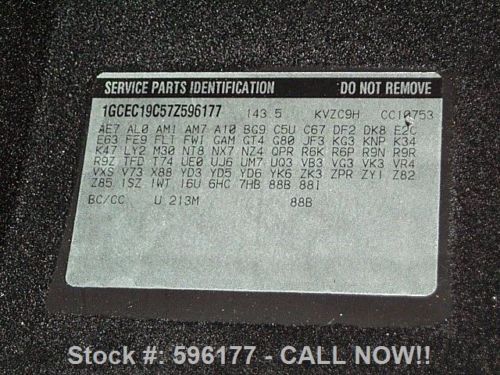 SERVICE PARTS IDENTIFICATION DO NOT REMOVE
1GCEC19C57Z596177 143.5 KVZC9H CC10753
AE7 AL0 AM1 AM7 A10 BG9 C5U C67 DF2 DK8 E2C
E63 FE9 FLT FW1 GAM GT4 G80 JF3 KG3 KNP K34
K47 LY2 M30 NT8 NX7 NZ4 QPR R6K R6P R9N R9R
R9Z TFD T74 UE0 UJ6 UM7 UQ3 VB3 VG3 VK3 VR4
VXS V73 X88 YD3 YD5 YD6 YK6 ZK3 ZPR ZY1 Z82
Z85 1SZ 1WT 16U 6HC 7HB 88B 88I
BC/CC U 213M 88B
Stock #: 596177 - CALL NOW!!